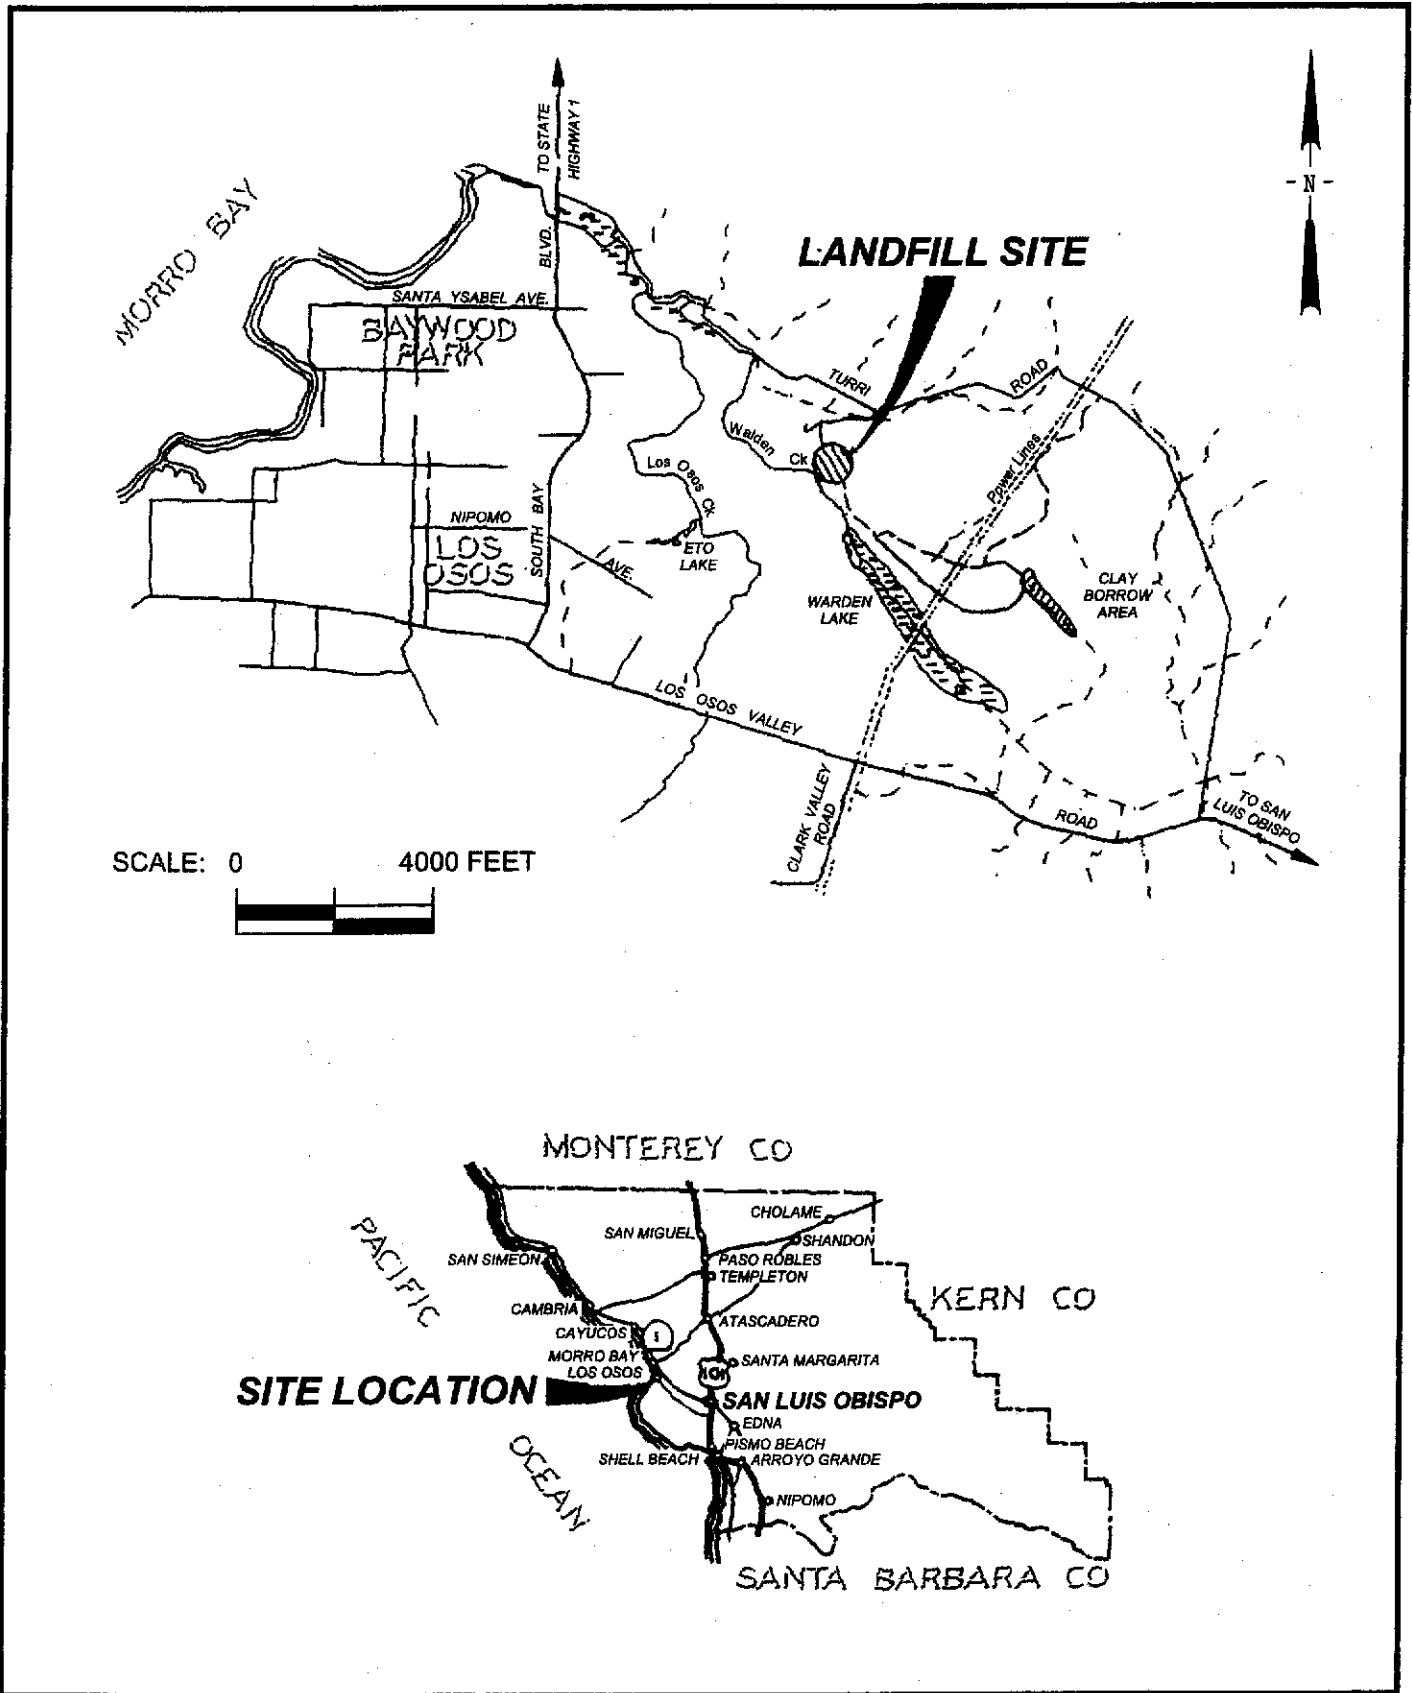 TO STATE
HIGHWAY 1
N
MORRO BAY
LANDFILL SITE
BLVD.
SANTA YSABEL AVE.
BAYWOOD
PARK
TURRI
ROAD
Walden
Ck
Los Osos Ck
Power Lines
NIPOMO
AVE.
SOUTH BAY
LOS
OSOS
ETO
LAKE
WARDEN
LAKE
CLAY
BORROW
AREA
LOS OSOS VALLEY
ROAD
CLARK VALLEY
ROAD
TO SAN
LUIS OBISPO
SCALE: 0 4000 FEET
MONTEREY CO
PACIFIC
OCEAN
CHOLAME
SAN MIGUEL
SHANDON
SAN SIMEON
PASO ROBLES
TEMPLETON
KERN CO
CAMBRIA
ATASCADERO
CAYUCOS
1
MORRO BAY
SANTA MARGARITA
LOS OSOS
101
SITE LOCATION
SAN LUIS OBISPO
EDNA
PISMO BEACH
SHELL BEACH
ARROYO GRANDE
NIPOMO
SANTA BARBARA CO